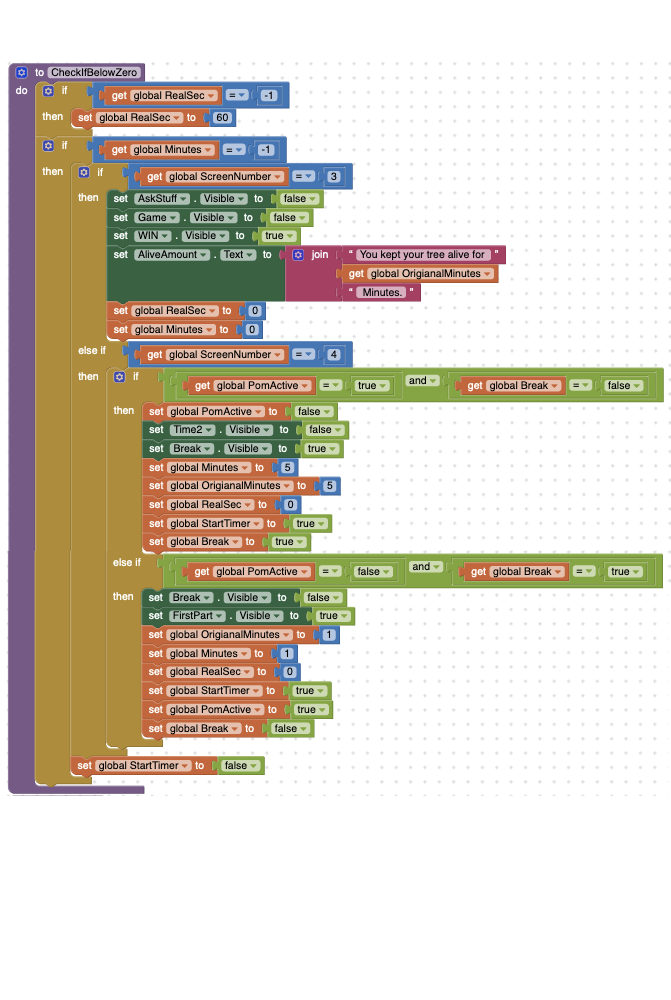 to CheckIfBelowZero
do if get global RealSec = -1
then set global RealSec to 60
if get global Minutes = -1
then if get global ScreenNumber = 3
then set AskStuff . Visible to false
set Game . Visible to false
set WIN . Visible to true
set AliveAmount . Text to join " You kept your tree alive for "
get global OrigianalMinutes
" Minutes. "
set global RealSec to 0
set global Minutes to 0
else if get global ScreenNumber = 4
then if get global PomActive = true and get global Break = false
then set global PomActive to false
set Time2 . Visible to false
set Break . Visible to true
set global Minutes to 5
set global OrigianalMinutes to 5
set global RealSec to 0
set global StartTimer to true
set global Break to true
else if get global PomActive = false and get global Break = true
then set Break . Visible to false
set FirstPart . Visible to true
set global OrigianalMinutes to 1
set global Minutes to 1
set global RealSec to 0
set global StartTimer to true
set global PomActive to true
set global Break to false
set global StartTimer to false